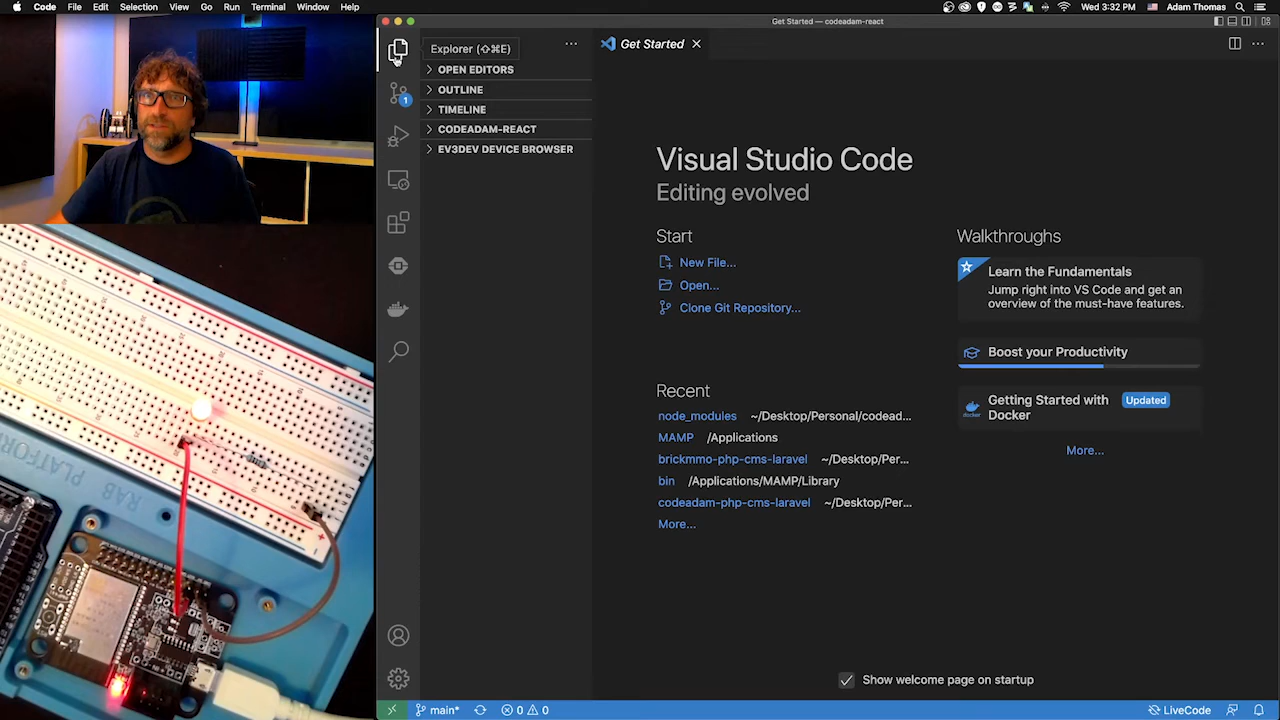 Code File Edit Selection View Go Run Terminal Window Help
Wed 3:32 PM Adam Thomas
Get Started — codeadam-react
Explorer (⇧⌘E)
Get Started
OPEN EDITORS
OUTLINE
TIMELINE
CODEADAM-REACT
EV3DEV DEVICE BROWSER
1
Visual Studio Code
Editing evolved
Start
New File...
Open...
Clone Git Repository...
Recent
node_modules ~/Desktop/Personal/codead...
MAMP /Applications
brickmmo-php-cms-laravel ~/Desktop/Per...
bin /Applications/MAMP/Library
codeadam-php-cms-laravel ~/Desktop/Per...
More...
Walkthroughs
Learn the Fundamentals
Jump right into VS Code and get an
overview of the must-have features.
Boost your Productivity
Getting Started with
Docker
Updated
More...
Show welcome page on startup
main* 0 0 LiveCode
PLATFORM
RAB